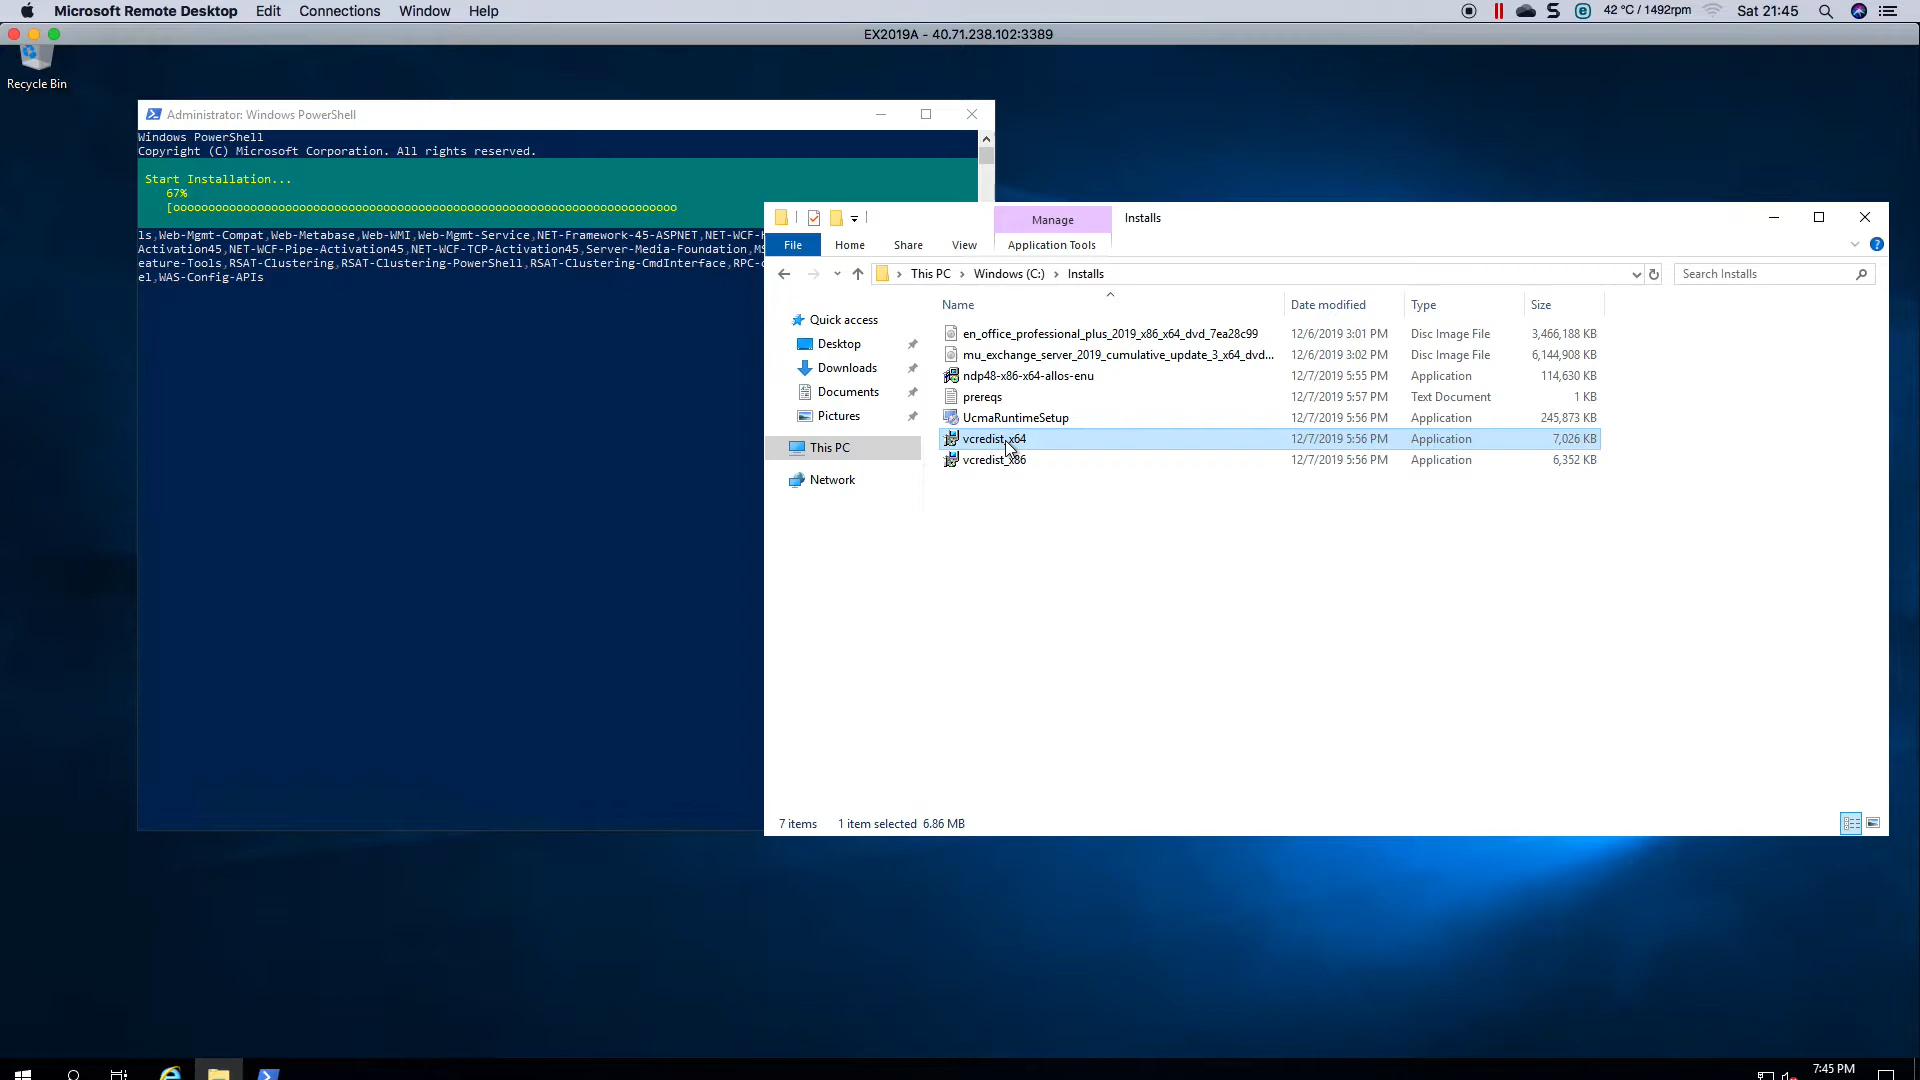 Microsoft Remote Desktop Edit Connections Window Help
42 °C / 1492rpm Sat 21:45
EX2019A - 40.71.238.102:3389
Recycle Bin
Administrator: Windows PowerShell
Windows PowerShell
Copyright (C) Microsoft Corporation. All rights reserved.
Start Installation...
67%
[oooooooooooooooooooooooooooooooooooooooooooooooooooooooooooooooooooooooo
ls,Web-Mgmt-Compat,Web-Metabase,Web-WMI,Web-Mgmt-Service,NET-Framework-45-ASPNET,NET-WCF-
Activation45,NET-WCF-Pipe-Activation45,NET-WCF-TCP-Activation45,Server-Media-Foundation,
eature-Tools,RSAT-Clustering,RSAT-Clustering-PowerShell,RSAT-Clustering-CmdInterface,RPC-
el,WAS-Config-APIs
Manage Installs
File Home Share View Application Tools
This PC Windows (C:) Installs
Search Installs
Name Date modified Type Size
Quick access
Desktop
Downloads
Documents
Pictures
This PC
Network
en_office_professional_plus_2019_x86_x64_dvd_7ea28c99 12/6/2019 3:01 PM Disc Image File 3,466,188 KB
mu_exchange_server_2019_cumulative_update_3_x64_dvd... 12/6/2019 3:02 PM Disc Image File 6,144,908 KB
ndp48-x86-x64-allos-enu 12/7/2019 5:55 PM Application 114,630 KB
prereqs 12/7/2019 5:57 PM Text Document 1 KB
UcmaRuntimeSetup 12/7/2019 5:56 PM Application 245,873 KB
vcredist_x64 12/7/2019 5:56 PM Application 7,026 KB
vcredist_x86 12/7/2019 5:56 PM Application 6,352 KB
7 items 1 item selected 6.86 MB
7:45 PM